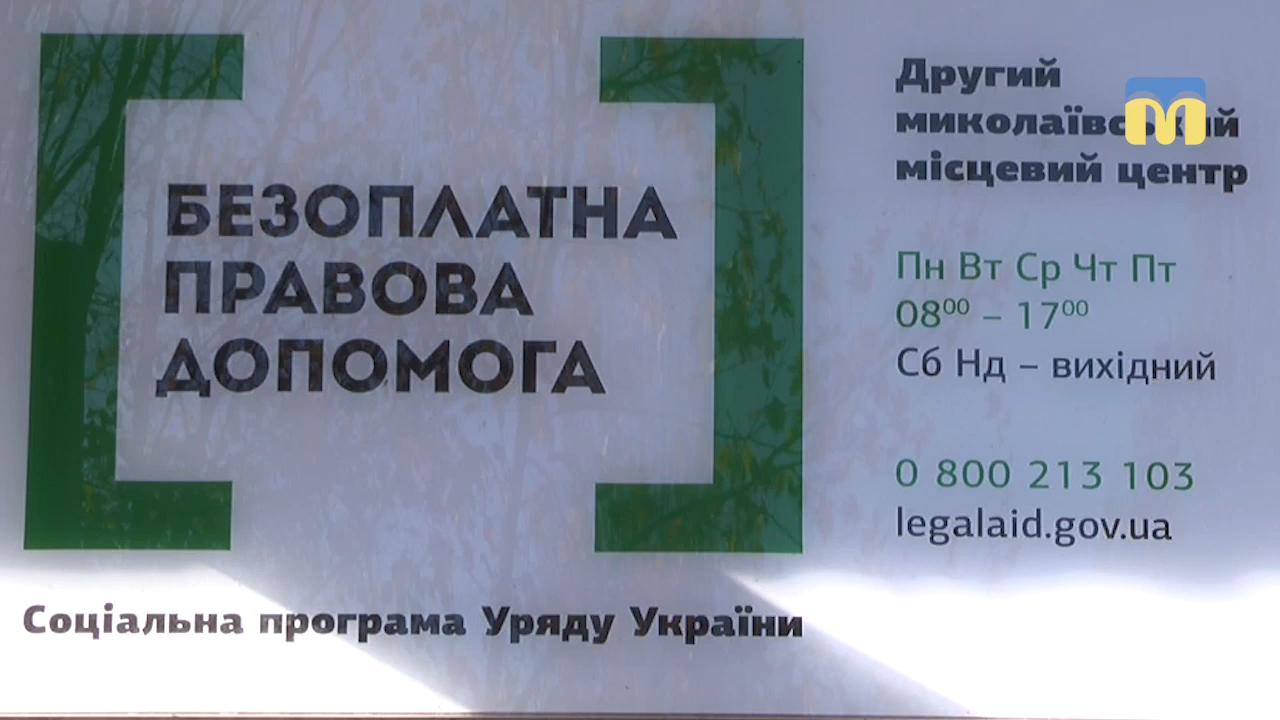 БЕЗОПЛАТНА
ПРАВОВА
ДОПОМОГА
Соціальна програма Уряду України
Другий
миколаївський
місцевий центр
Пн Вт Ср Чт Пт
08⁰⁰ – 17⁰⁰
Сб Нд – вихідний
0 800 213 103
legalaid.gov.ua